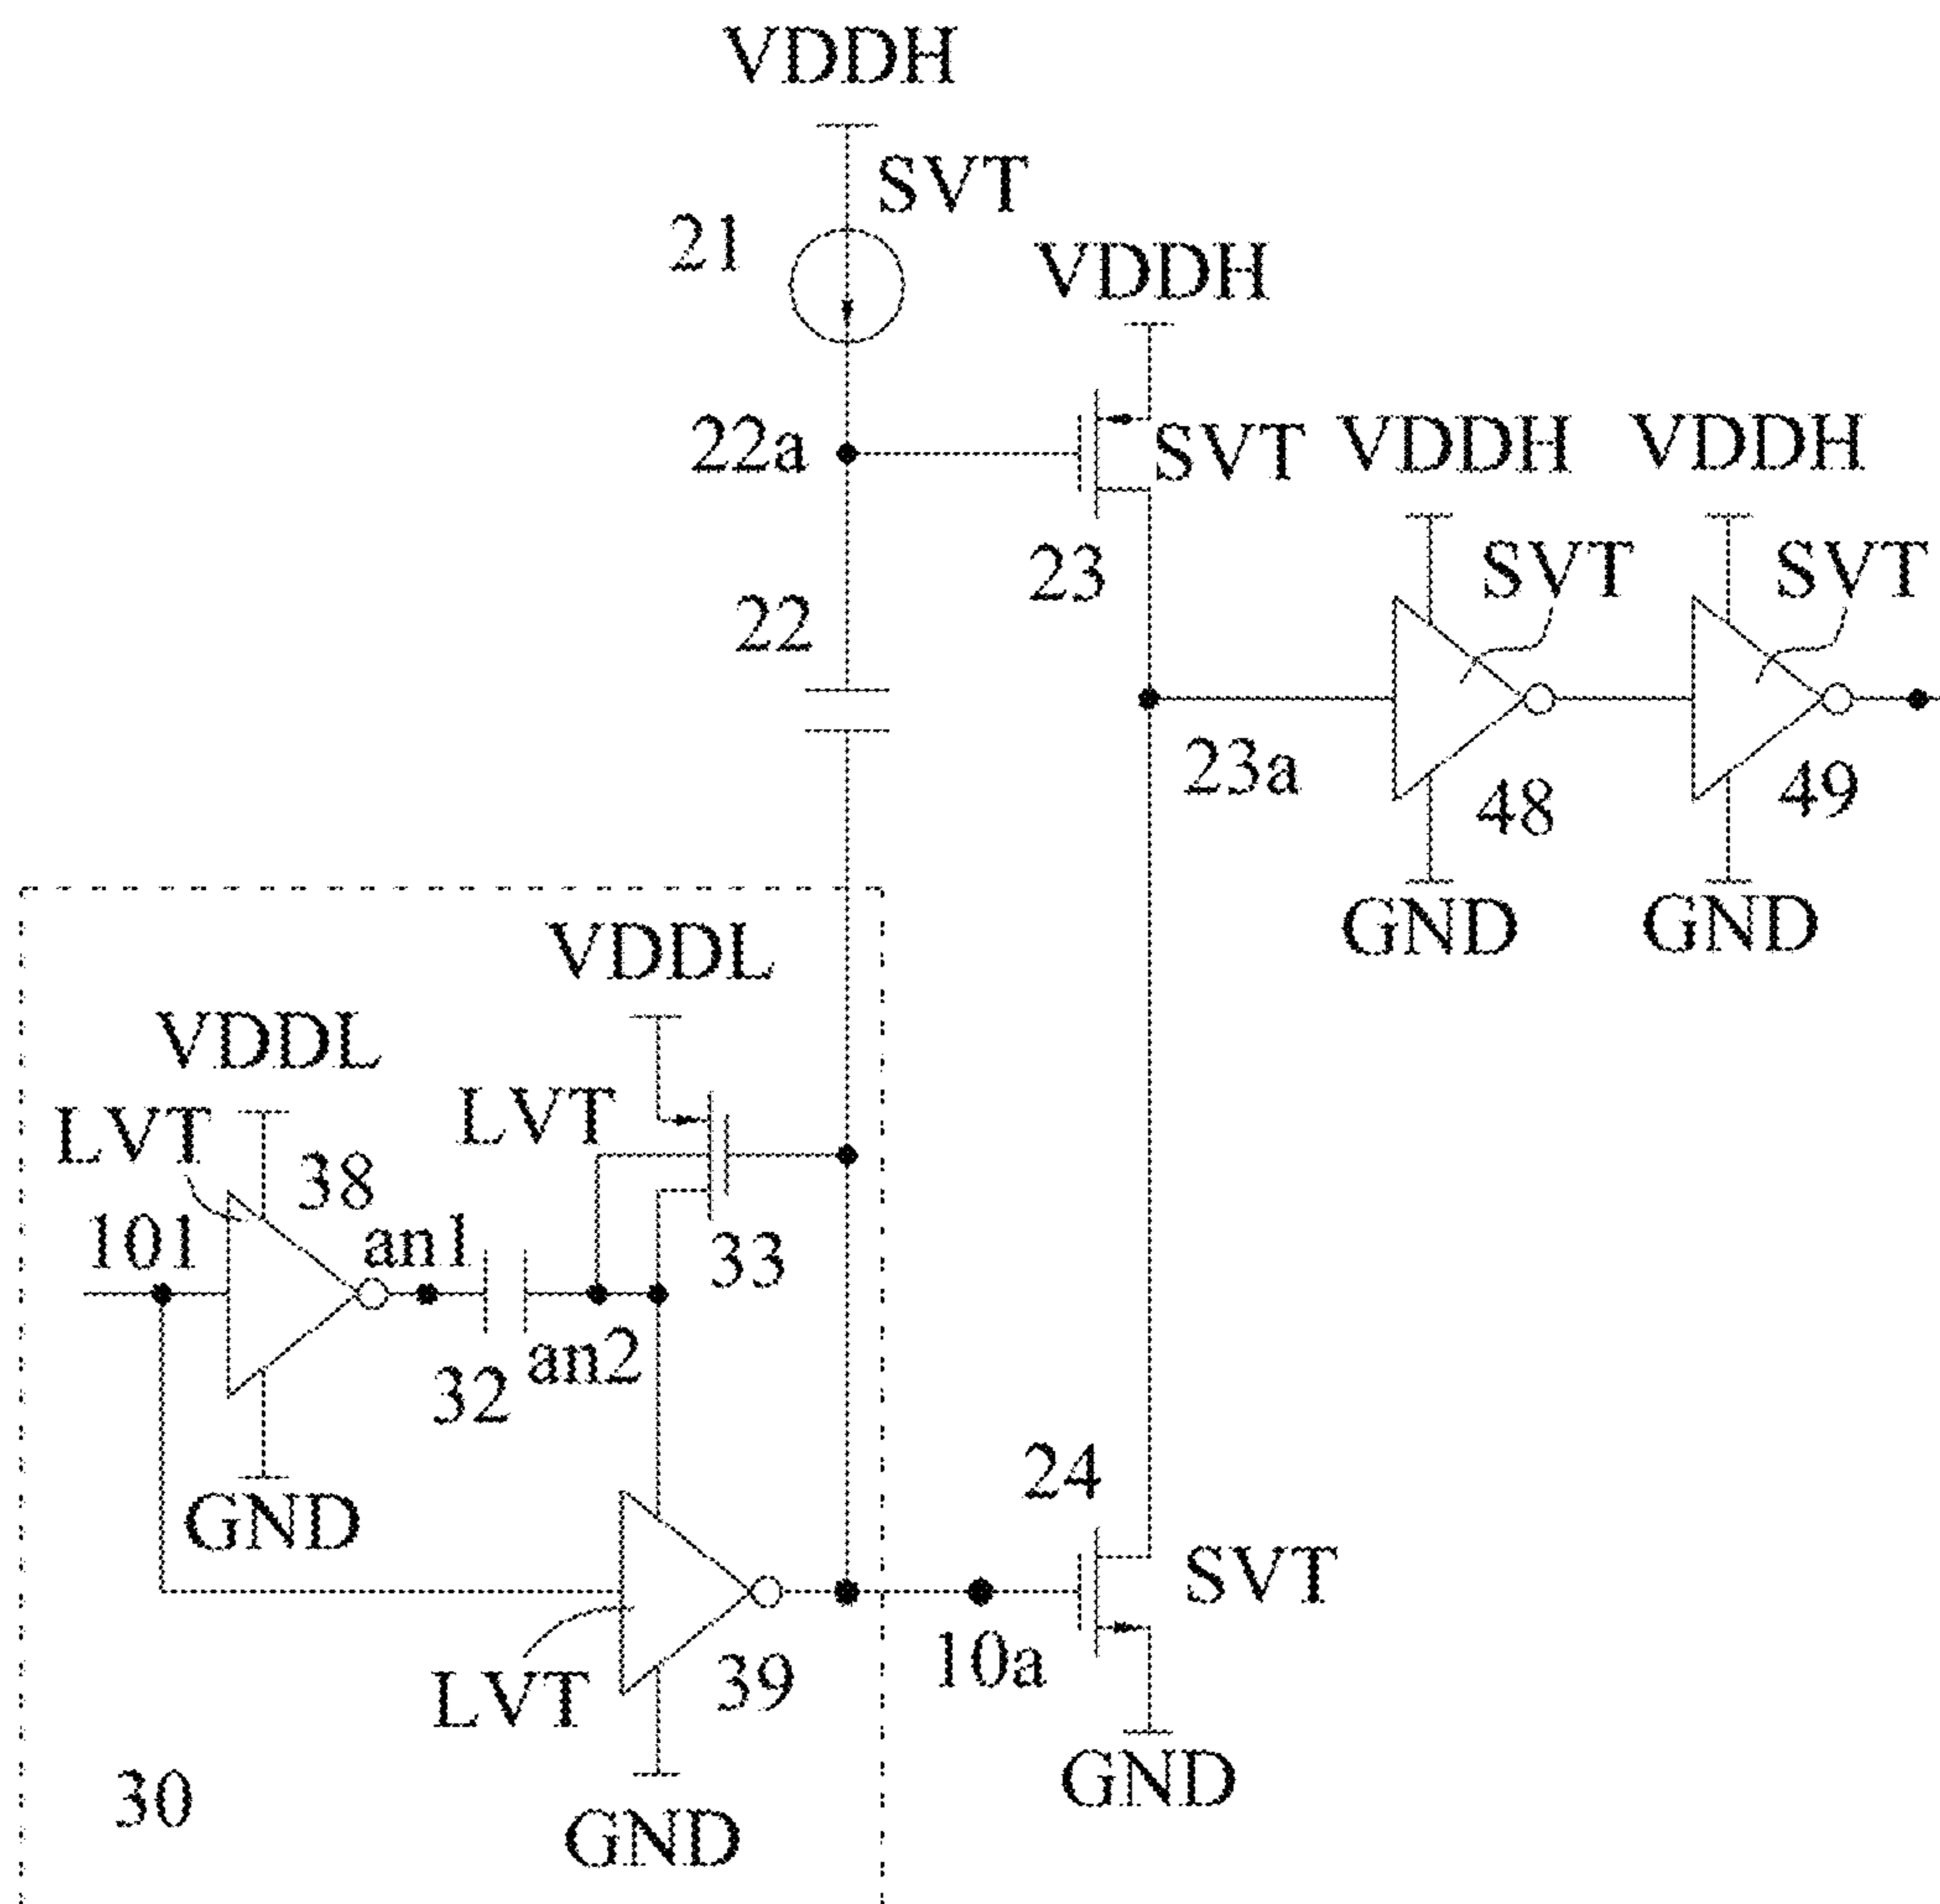 VDDH
SVT
21
VDDH
22a
SVT
VDDH
VDDH
23
SVT
SVT
22
23a
48
49
GND
GND
VDDL
VDDL
LVT
LVT
38
101
an1
33
an2
32
24
GND
SVT
10a
39
LVT
30
GND
GND